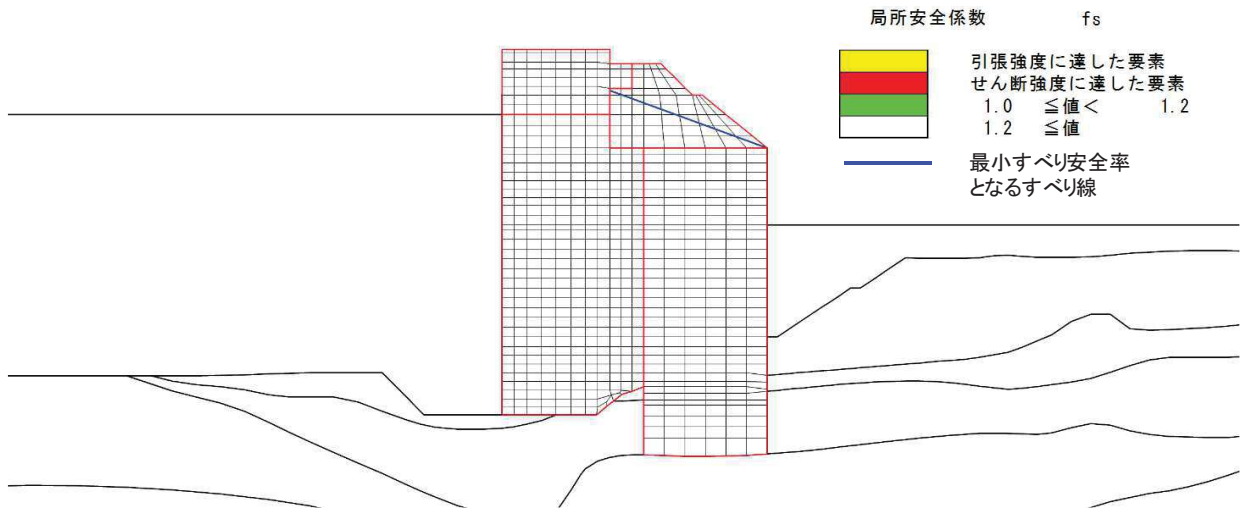 局所安全係数 fs
引張強度に達した要素
せん断強度に達した要素
1.0 ≦値< 1.2
1.2 ≦値
最小すべり安全率
となるすべり線